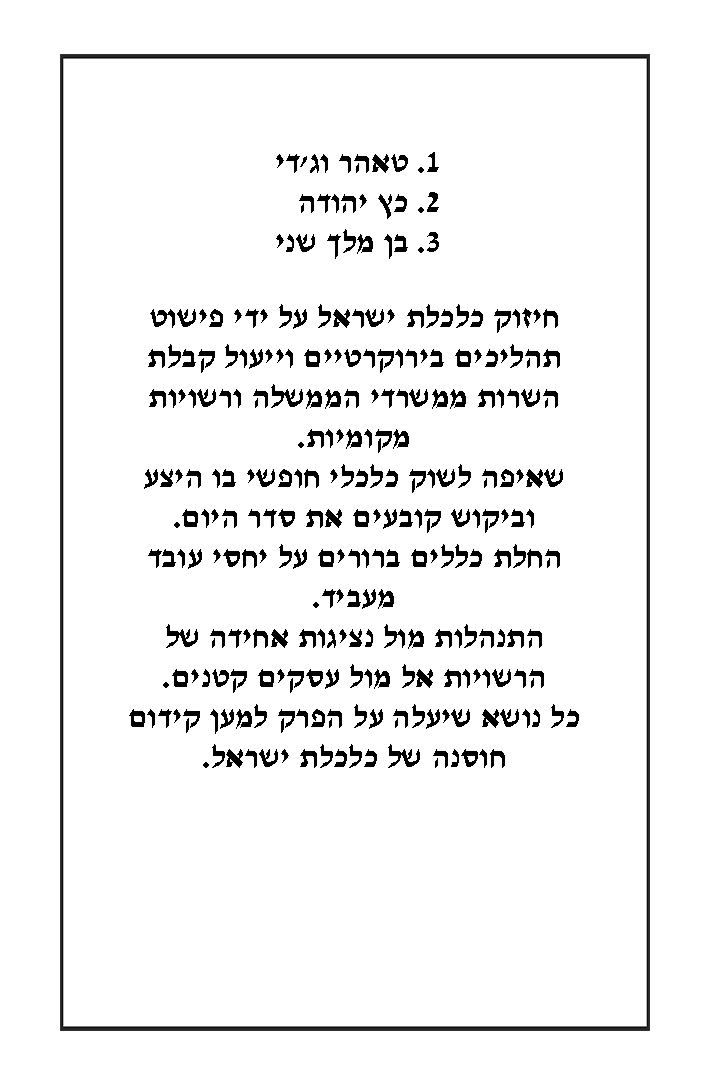 1. טאהר וג'די
2. כץ יהודה
3. בן מלך שני
חיזוק כלכלת ישראל על ידי פישוט
תהליכים בירוקרטיים וייעול קבלת
השרות ממשרדי הממשלה ורשויות
מקומיות.
שאיפה לשוק כלכלי חופשי בו היצע
וביקוש קובעים את סדר היום.
החלת כללים ברורים על יחסי עובד
מעביד.
התנהלות מול נציגות אחידה של
הרשויות אל מול עסקים קטנים.
כל נושא שיעלה על הפרק למען קידום
חוסנה של כלכלת ישראל.